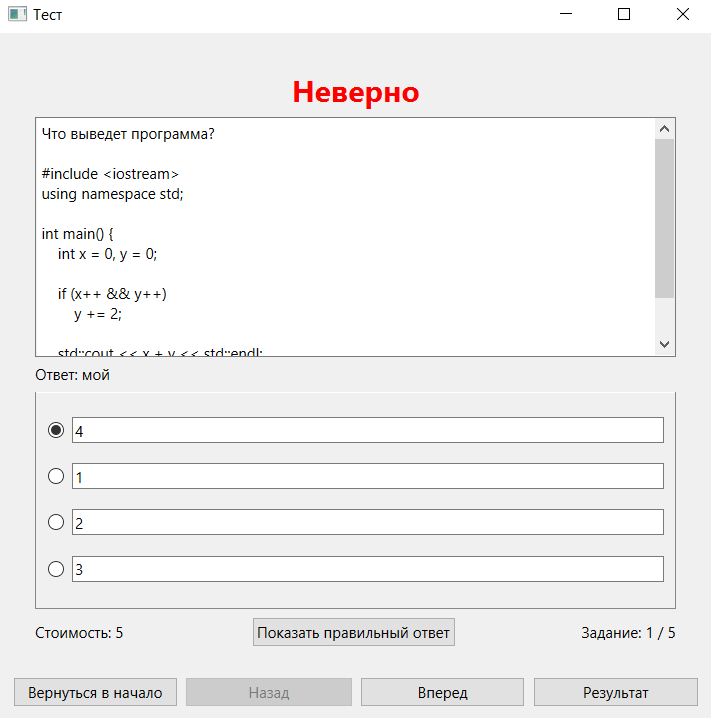 Тест
Неверно
Что выведет программа?
#include <iostream>
using namespace std;
int main() {
int x = 0, y = 0;
if (x++ && y++)
y += 2;
std::cout << x + y << std::endl;
Ответ: мой
4
1
2
3
Стоимость: 5 Показать правильный ответ Задание: 1 / 5
Вернуться в начало Назад Вперед Результат